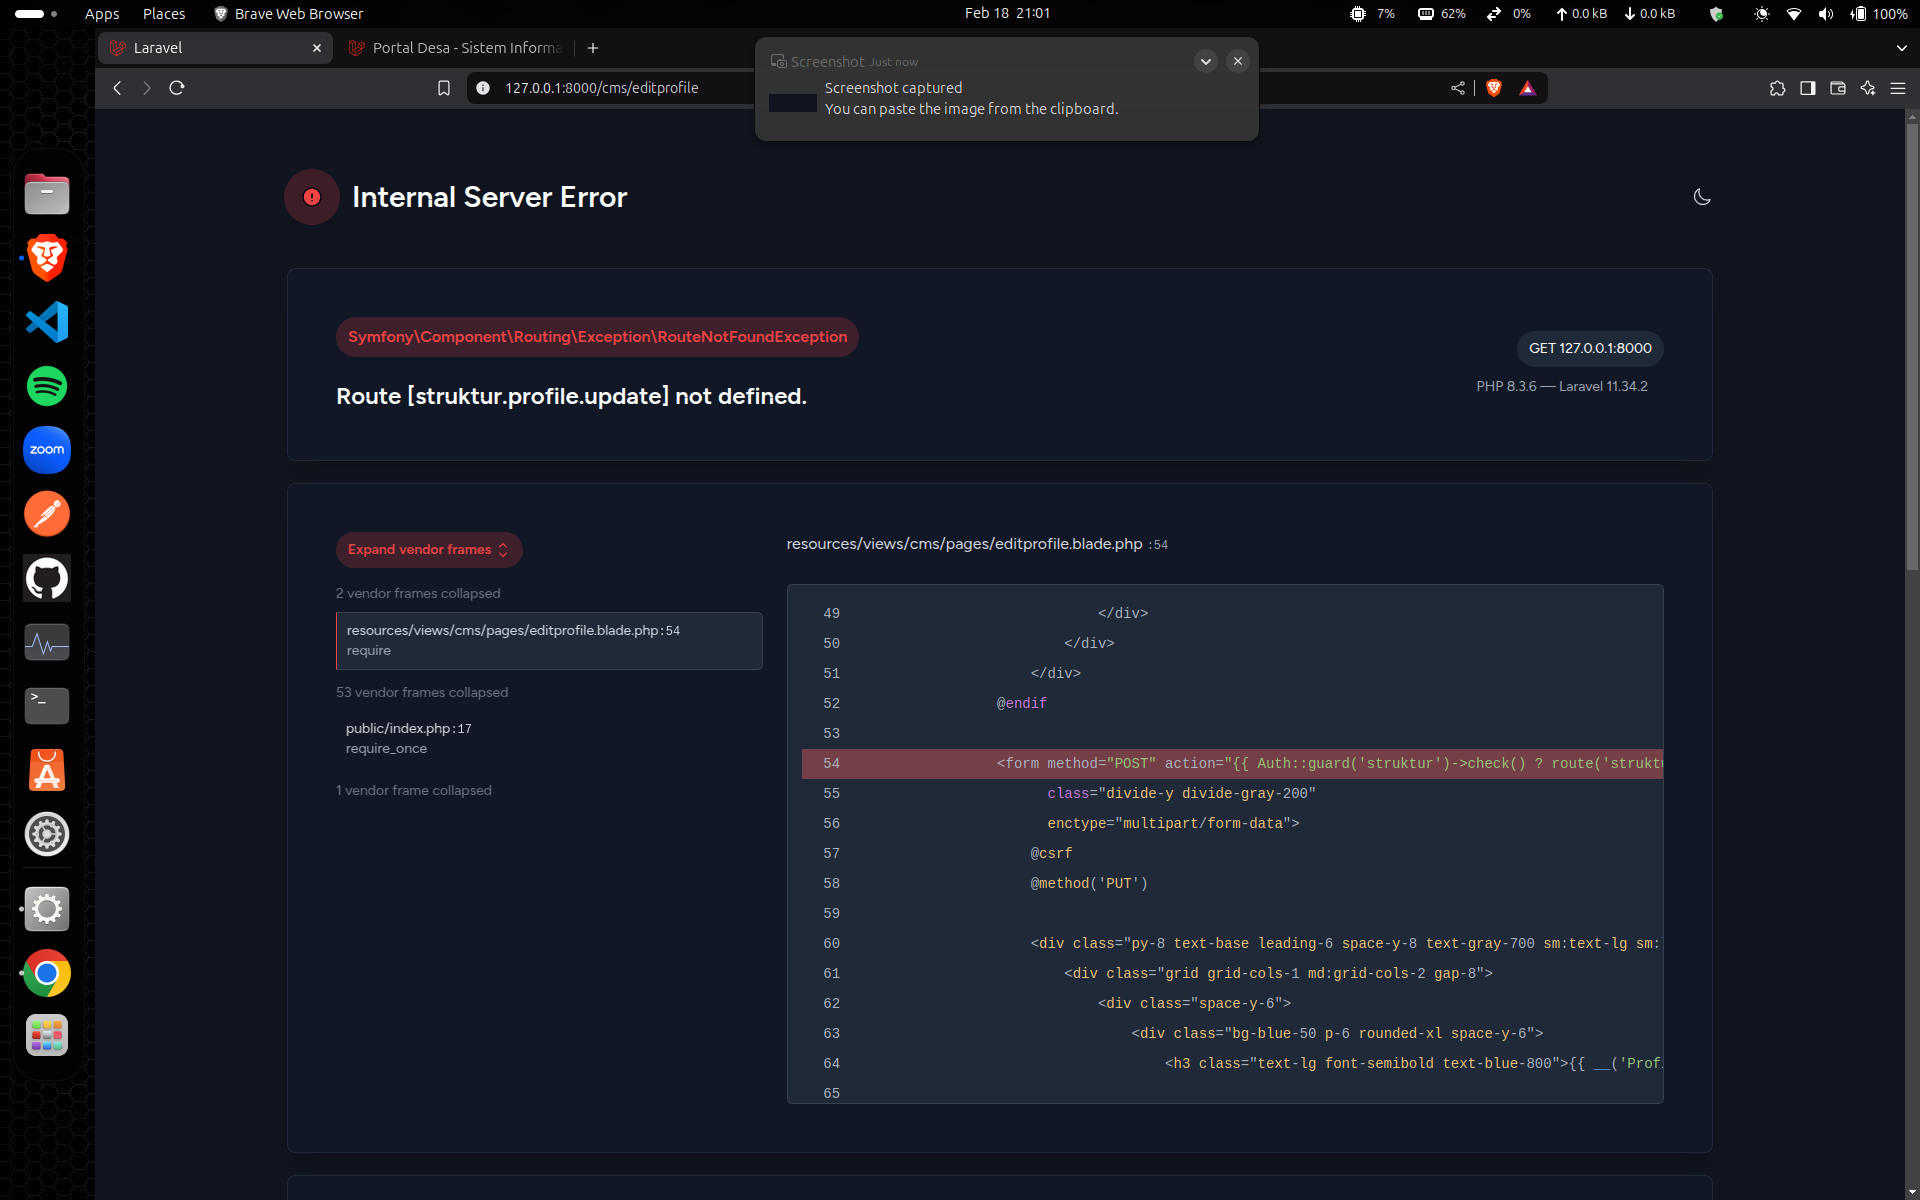 Apps Places Brave Web Browser Feb 18 21:01 7% 62% 0% 0.0 kB 0.0 kB 100%
Laravel
Portal Desa - Sistem Informa
127.0.0.1:8000/cms/editprofile
Screenshot Just now
Screenshot captured
You can paste the image from the clipboard.
Internal Server Error
Symfony\Component\Routing\Exception\RouteNotFoundException
GET 127.0.0.1:8000
Route [struktur.profile.update] not defined.
PHP 8.3.6 — Laravel 11.34.2
Expand vendor frames
2 vendor frames collapsed
resources/views/cms/pages/editprofile.blade.php:54
require
53 vendor frames collapsed
public/index.php:17
require_once
1 vendor frame collapsed
resources/views/cms/pages/editprofile.blade.php :54
49 </div>
50 </div>
51 </div>
52 @endif
53
54 <form method="POST" action="{{ Auth::guard('struktur')->check() ? route('struktu
55 class="divide-y divide-gray-200"
56 enctype="multipart/form-data">
57 @csrf
58 @method('PUT')
59
60 <div class="py-8 text-base leading-6 space-y-8 text-gray-700 sm:text-lg sm:
61 <div class="grid grid-cols-1 md:grid-cols-2 gap-8">
62 <div class="space-y-6">
63 <div class="bg-blue-50 p-6 rounded-xl space-y-6">
64 <h3 class="text-lg font-semibold text-blue-800">{{ __('Prof
65
zoom
>_